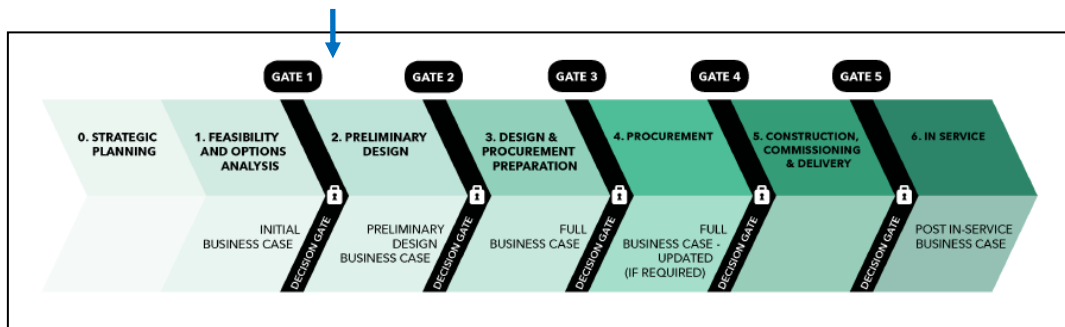 GATE 1
GATE 2
GATE 3
GATE 4
GATE 5
0. STRATEGIC
PLANNING
1. FEASIBILITY
AND OPTIONS
ANALYSIS
2. PRELIMINARY
DESIGN
3. DESIGN &
PROCUREMENT
PREPARATION
4. PROCUREMENT
5. CONSTRUCTION,
COMMISSIONING
& DELIVERY
6. IN SERVICE
INITIAL
BUSINESS CASE
DECISION GATE
PRELIMINARY
DESIGN
BUSINESS CASE
DECISION GATE
FULL
BUSINESS CASE
DECISION GATE
FULL
BUSINESS CASE -
UPDATED
(IF REQUIRED)
DECISION GATE
DECISION GATE
POST IN-SERVICE
BUSINESS CASE